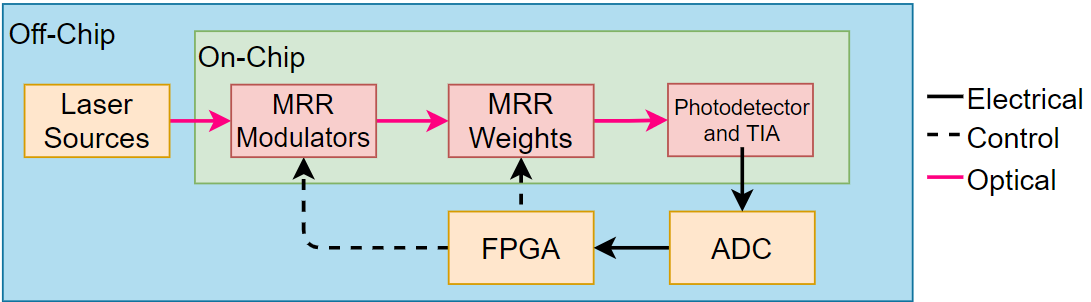 Off-Chip
On-Chip
Laser
Sources
MRR
Modulators
MRR
Weights
Photodetector
and TIA
FPGA
ADC
Electrical
Control
Optical